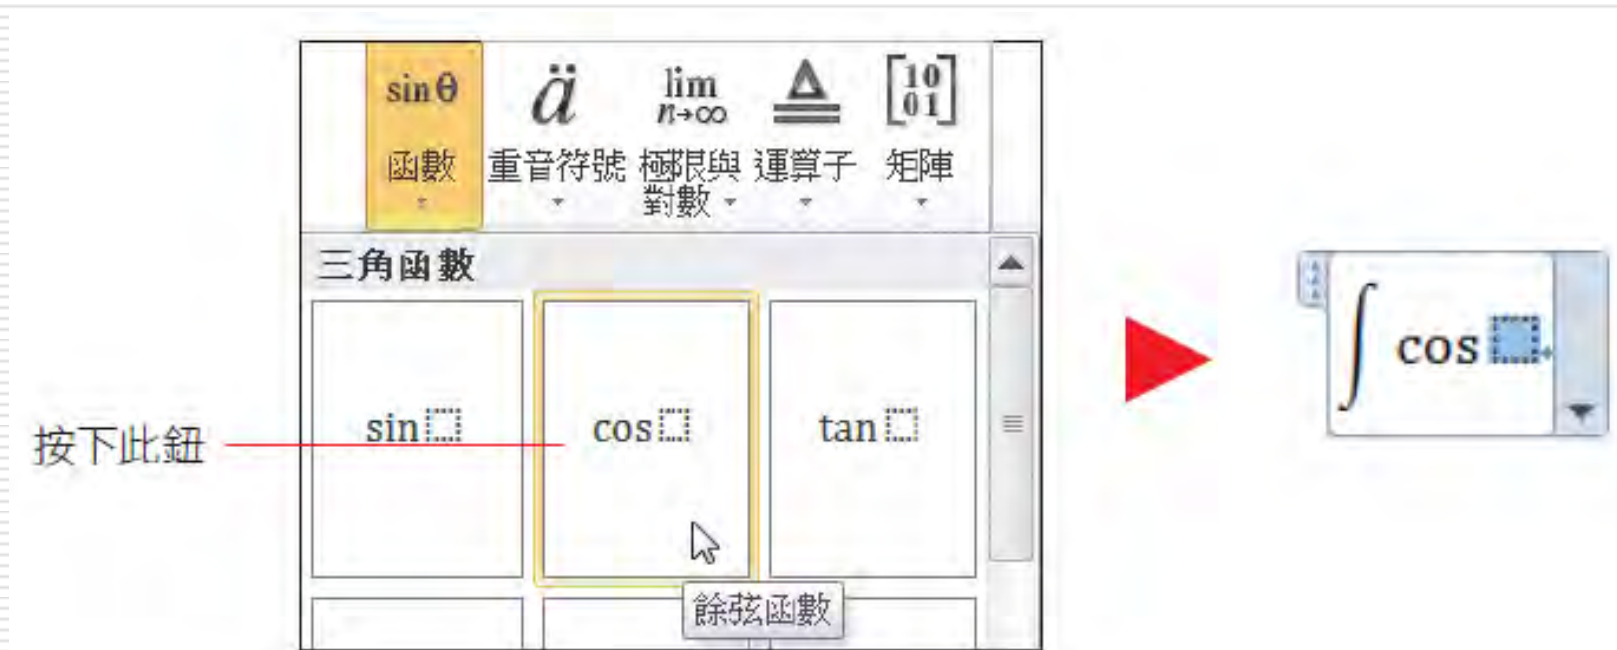 sinθ ä lim n→∞ △ [10 01]
函數 重音符號 極限與對數 運算子 矩陣
三角函數
sin cos tan
按下此鈕
餘弦函數
∫ cos